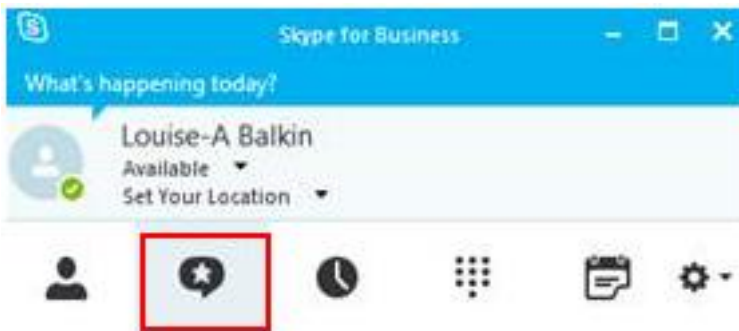 Skype for Business
What's happening today?
Louise-A Balkin
Available
Set Your Location